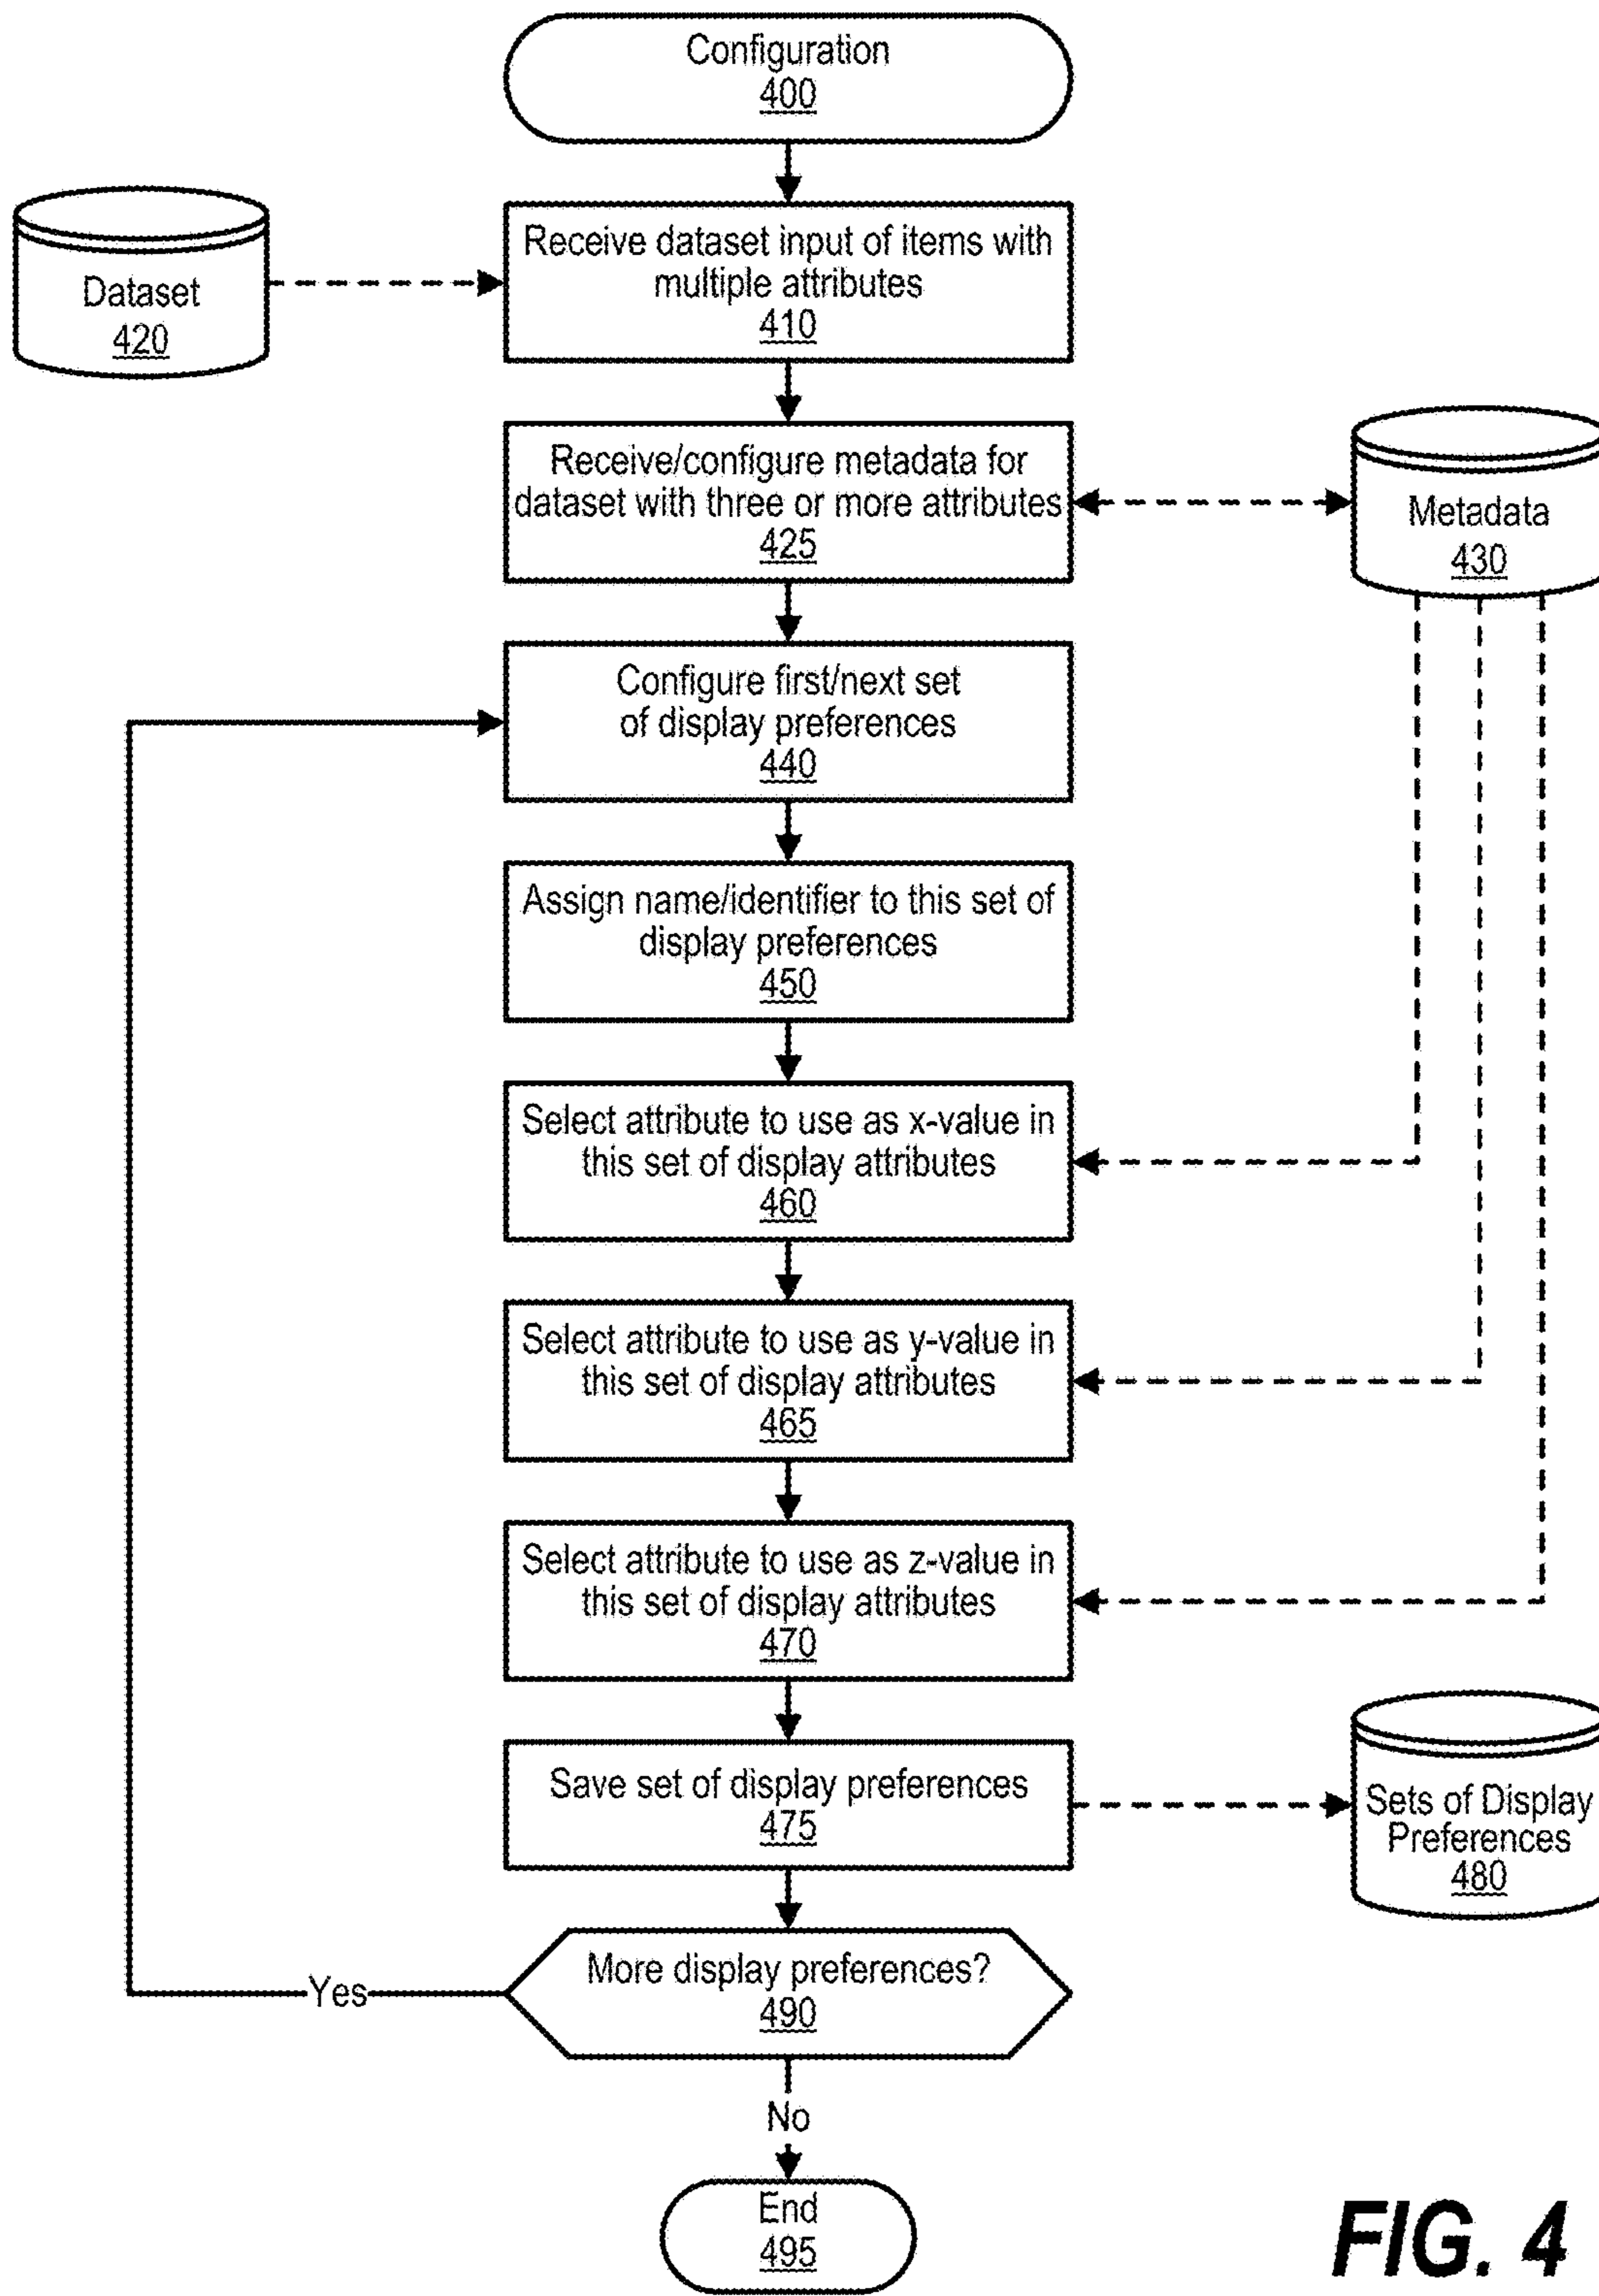 Configuration
400
Receive dataset input of items with
multiple attributes
410
Dataset
420
Receive/configure metadata for
dataset with three or more attributes
425
Metadata
430
Configure first/next set
of display preferences
440
Assign name/identifier to this set of
display preferences
450
Select attribute to use as x-value in
this set of display attributes
460
Select attribute to use as y-value in
this set of display attributes
465
Select attribute to use as z-value in
this set of display attributes
470
Save set of display preferences
475
Sets of Display
Preferences
480
More display preferences?
490
Yes
No
End
495
FIG. 4